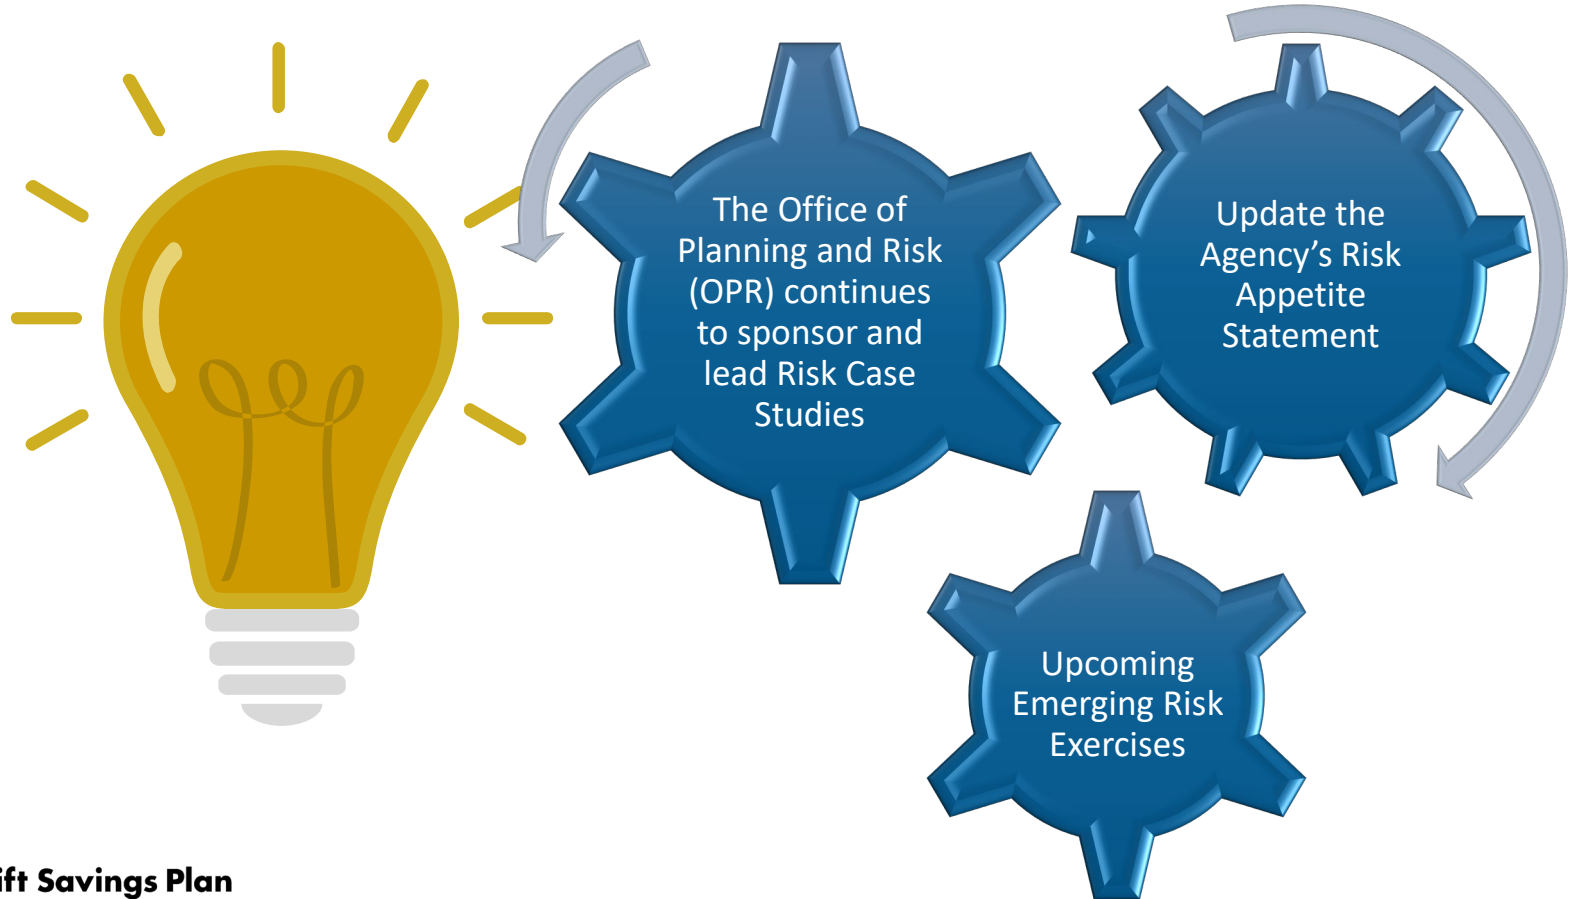 The Office of
Planning and Risk
(OPR) continues
to sponsor and
lead Risk Case
Studies
Update the
Agency’s Risk
Appetite
Statement
Upcoming
Emerging Risk
Exercises
ift Savings Plan